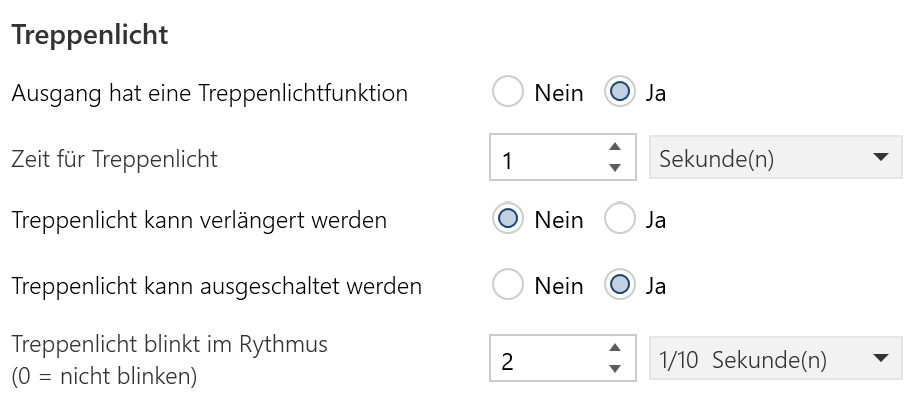 Treppenlicht
Ausgang hat eine Treppenlichtfunktion Nein Ja
Zeit für Treppenlicht 1 Sekunde(n)
Treppenlicht kann verlängert werden Nein Ja
Treppenlicht kann ausgeschaltet werden Nein Ja
Treppenlicht blinkt im Rythmus
(0 = nicht blinken) 2 1/10 Sekunde(n)